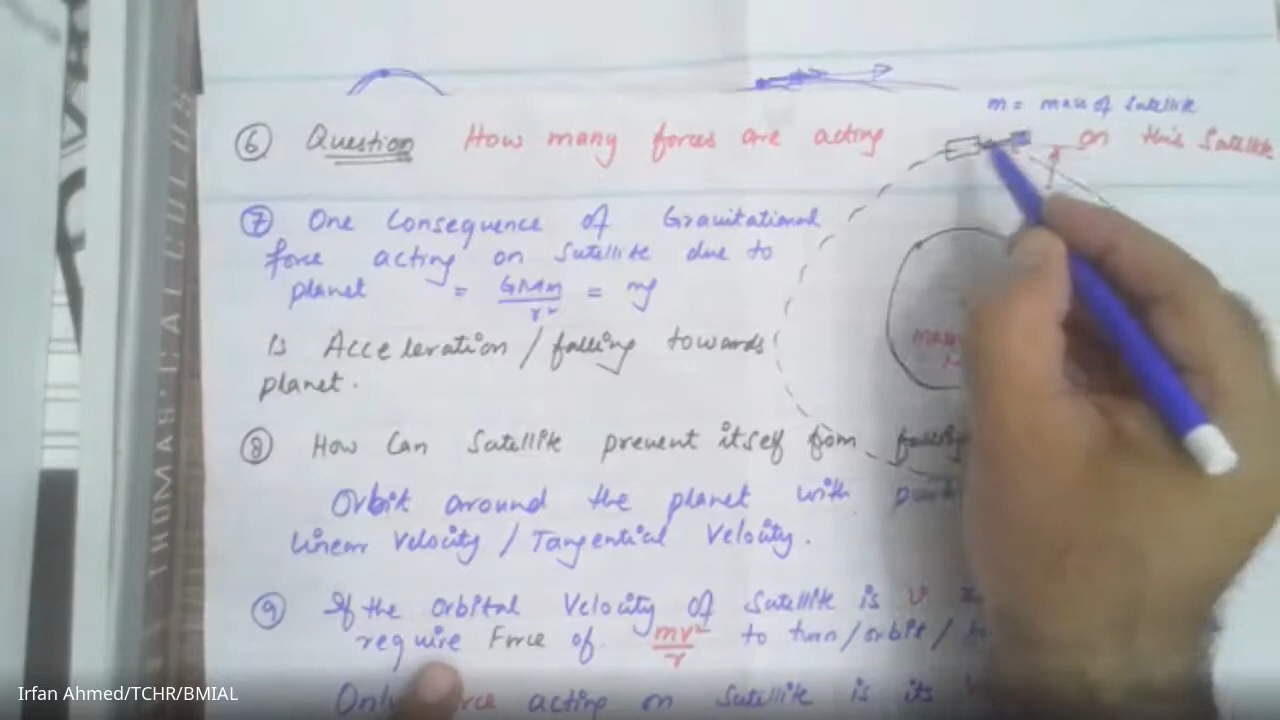 m = mass of Satellite
⑥ Question How many forces are acting on this Satellite
⑦ One Consequence of Gravitational
force acting on Satellite due to
planet = GMm/r² = mg
is Acceleration / falling towards
planet.
⑧ How Can Satellite prevent itself from falling
Orbit around the planet with
Linear Velocity / Tangential Velocity.
⑨ If the orbital Velocity of Satellite is v
require Force of mv²/r to turn / orbit /
Only force acting on Satellite is its
THOMAS' CALCULUS
Irfan Ahmed/TCHR/BMIAL